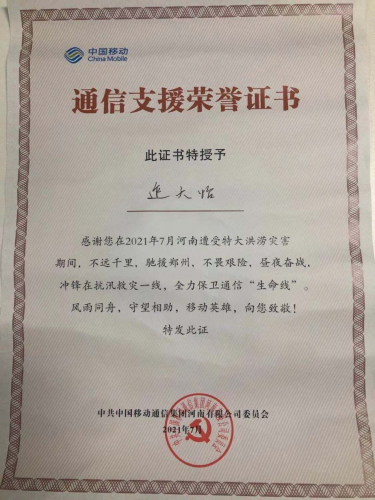 中国移动
China Mobile
通信支援荣誉证书
此证书特授予
大怡
感谢您在2021年7月河南遭受特大洪涝灾害
期间，不远千里，驰援郑州，不畏艰险，昼夜奋战，
冲锋在抗汛救灾一线，全力保卫通信“生命线”。
风雨同舟，守望相助，移动英雄，向您致敬！
特发此证
中共中国移动通信集团河南有限公司委员会
2021年7月